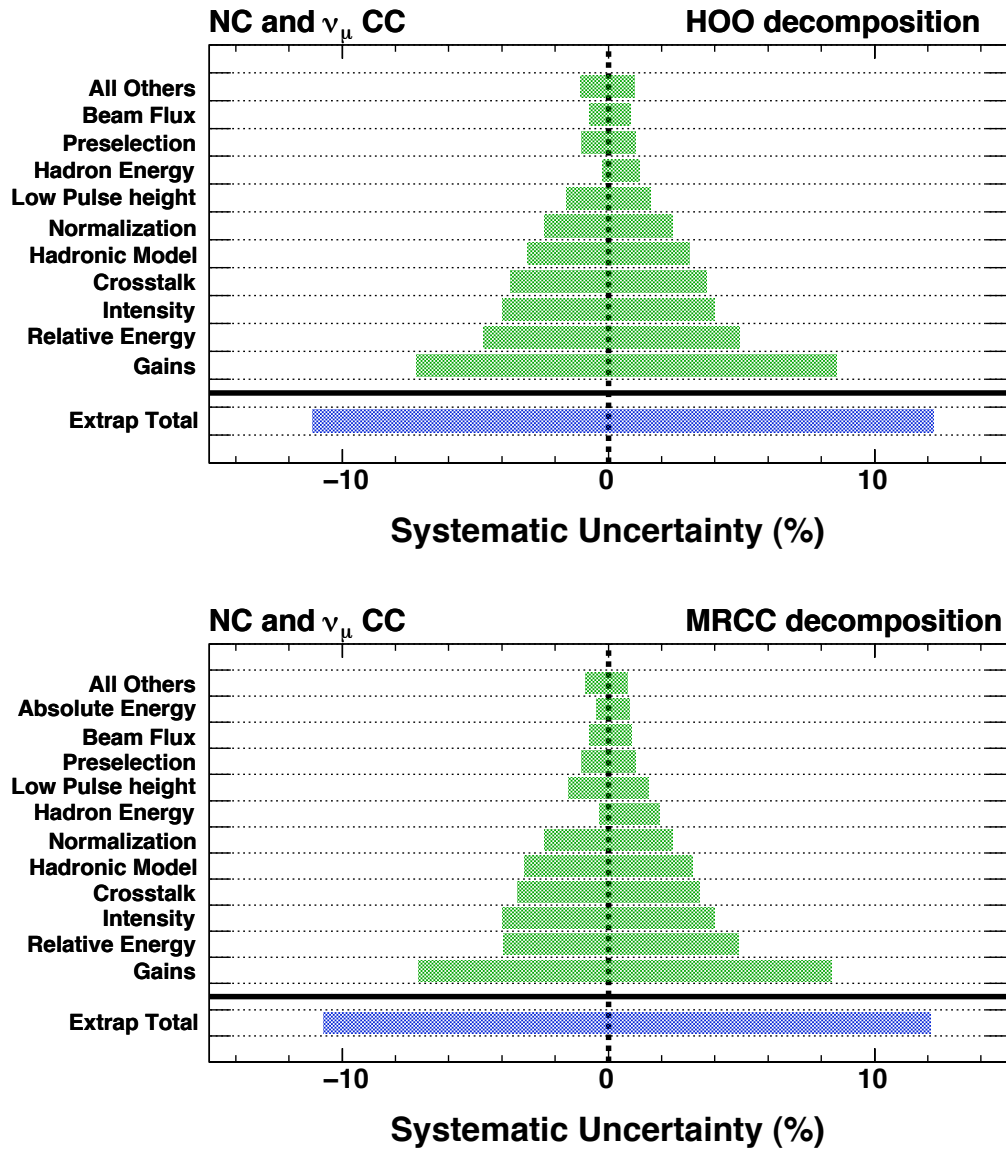 NC and νμ CC HOO decomposition
All Others
Beam Flux
Preselection
Hadron Energy
Low Pulse height
Normalization
Hadronic Model
Crosstalk
Intensity
Relative Energy
Gains
Extrap Total
−10 0 10
Systematic Uncertainty (%)
NC and νμ CC MRCC decomposition
All Others
Absolute Energy
Beam Flux
Preselection
Low Pulse height
Hadron Energy
Normalization
Hadronic Model
Crosstalk
Intensity
Relative Energy
Gains
Extrap Total
−10 0 10
Systematic Uncertainty (%)